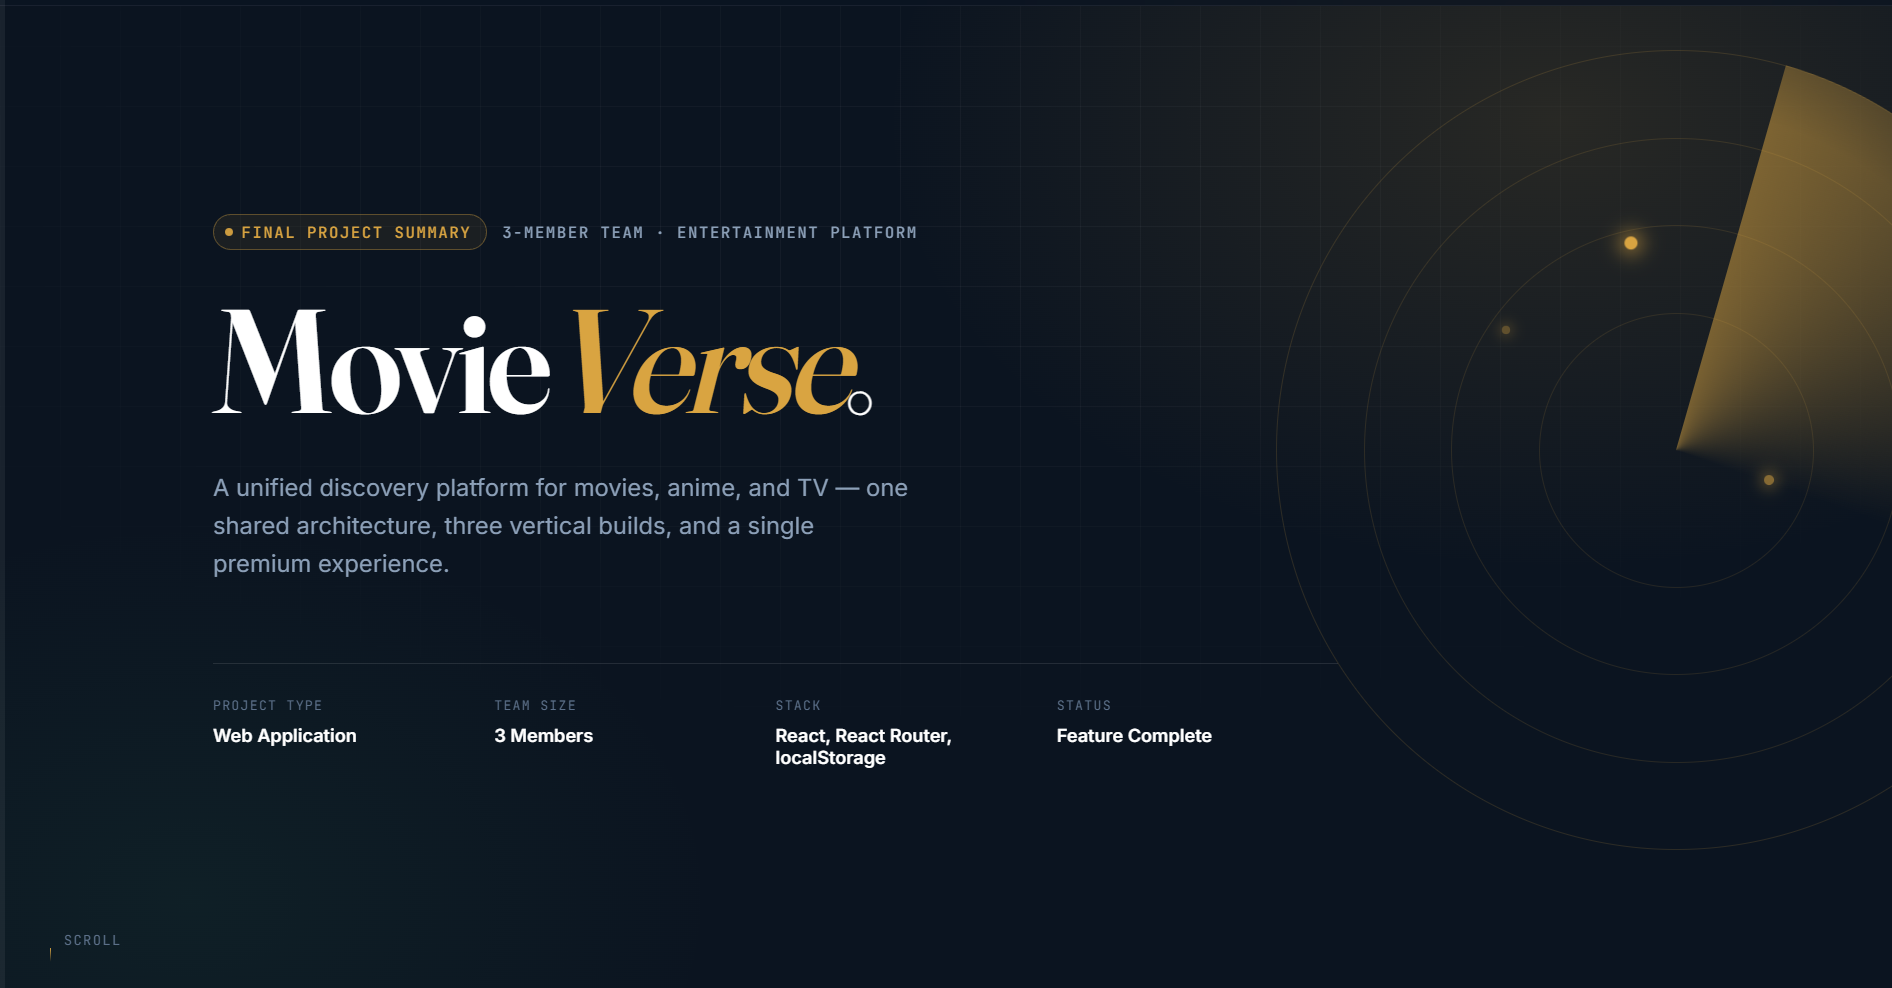 FINAL PROJECT SUMMARY
3-MEMBER TEAM · ENTERTAINMENT PLATFORM
MovieVerse
A unified discovery platform for movies, anime, and TV — one
shared architecture, three vertical builds, and a single
premium experience.
PROJECT TYPE
Web Application
TEAM SIZE
3 Members
STACK
React, React Router,
localStorage
STATUS
Feature Complete
SCROLL